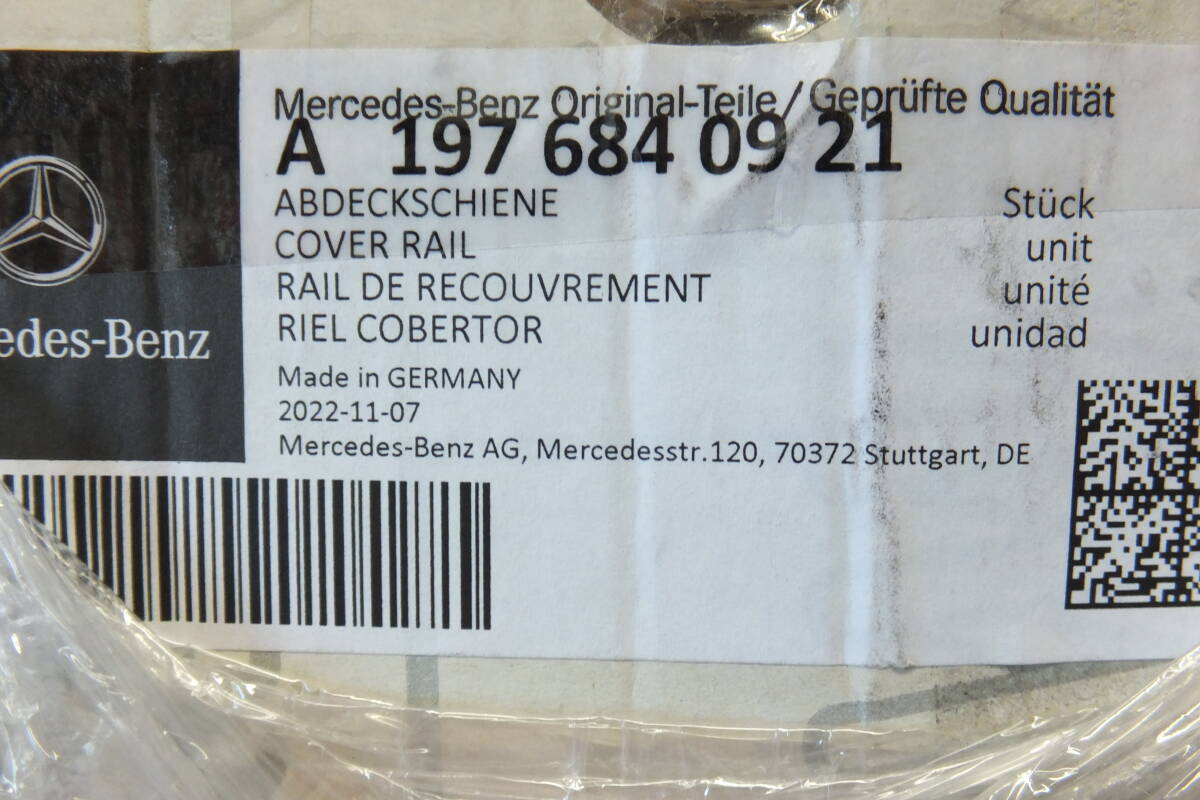 Mercedes-Benz Original-Teile/Geprüfte Qualität
A 197 684 09 21
ABDECKSCHIENE Stück
COVER RAIL unit
RAIL DE RECOUVREMENT unité
RIEL COBERTOR unidad
edes-Benz
Made in GERMANY
2022-11-07
Mercedes-Benz AG, Mercedesstr.120, 70372 Stuttgart, DE